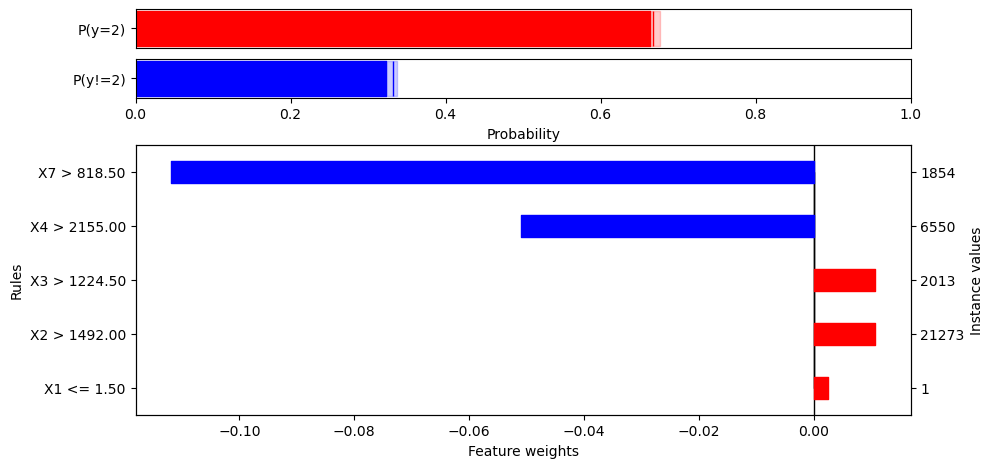 P(y=2)
P(y!=2)
0.0 0.2 0.4 0.6 0.8 1.0
Probability
X7 > 818.50 1854
X4 > 2155.00 6550
X3 > 1224.50 2013
X2 > 1492.00 21273
X1 <= 1.50 1
Rules
Instance values
−0.10 −0.08 −0.06 −0.04 −0.02 0.00
Feature weights